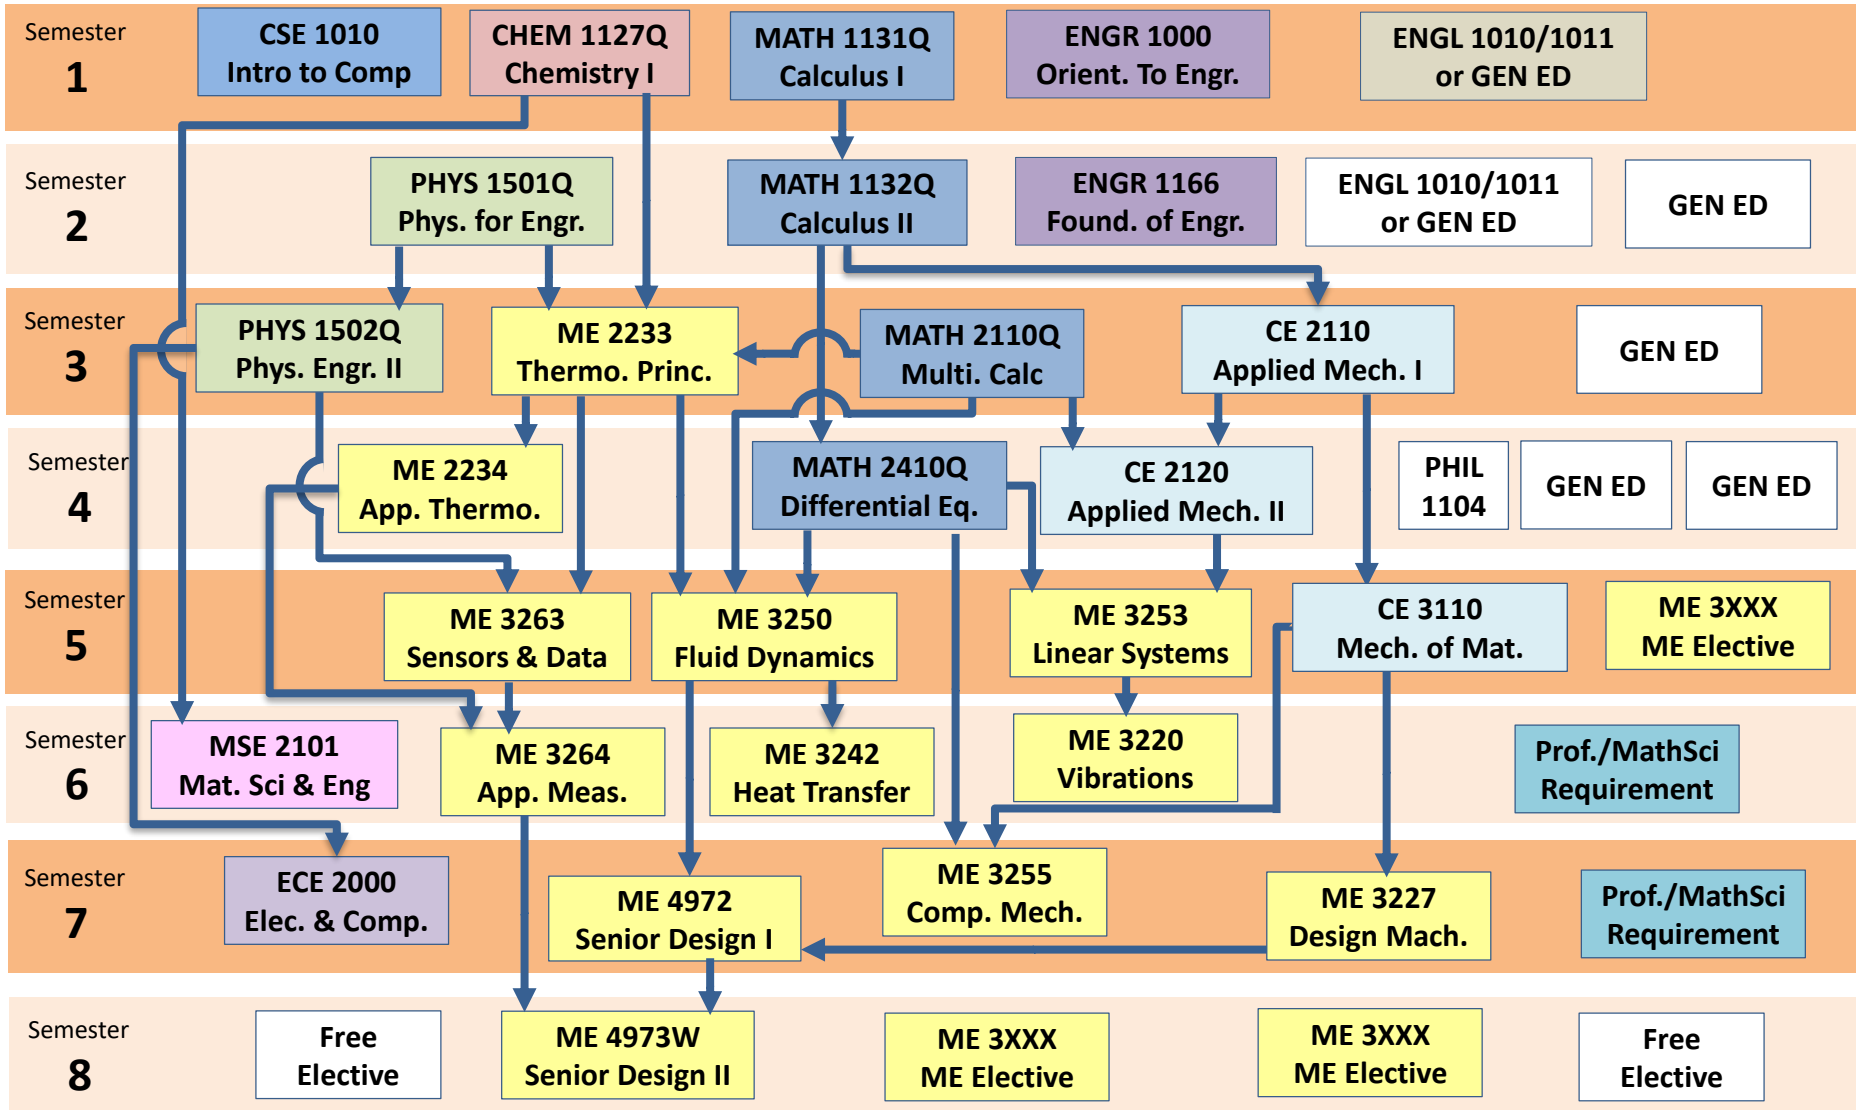 Semester
1
CSE 1010
Intro to Comp
CHEM 1127Q
Chemistry I
MATH 1131Q
Calculus I
ENGR 1000
Orient. To Engr.
ENGL 1010/1011
or GEN ED
Semester
2
PHYS 1501Q
Phys. for Engr.
MATH 1132Q
Calculus II
ENGR 1166
Found. of Engr.
ENGL 1010/1011
or GEN ED
GEN ED
Semester
3
PHYS 1502Q
Phys. Engr. II
ME 2233
Thermo. Princ.
MATH 2110Q
Multi. Calc
CE 2110
Applied Mech. I
GEN ED
Semester
4
ME 2234
App. Thermo.
MATH 2410Q
Differential Eq.
CE 2120
Applied Mech. II
PHIL
1104
GEN ED
GEN ED
Semester
5
ME 3263
Sensors & Data
ME 3250
Fluid Dynamics
ME 3253
Linear Systems
CE 3110
Mech. of Mat.
ME 3XXX
ME Elective
Semester
6
MSE 2101
Mat. Sci & Eng
ME 3264
App. Meas.
ME 3242
Heat Transfer
ME 3220
Vibrations
Prof./MathSci
Requirement
Semester
7
ECE 2000
Elec. & Comp.
ME 4972
Senior Design I
ME 3255
Comp. Mech.
ME 3227
Design Mach.
Prof./MathSci
Requirement
Semester
8
Free
Elective
ME 4973W
Senior Design II
ME 3XXX
ME Elective
ME 3XXX
ME Elective
Free
Elective